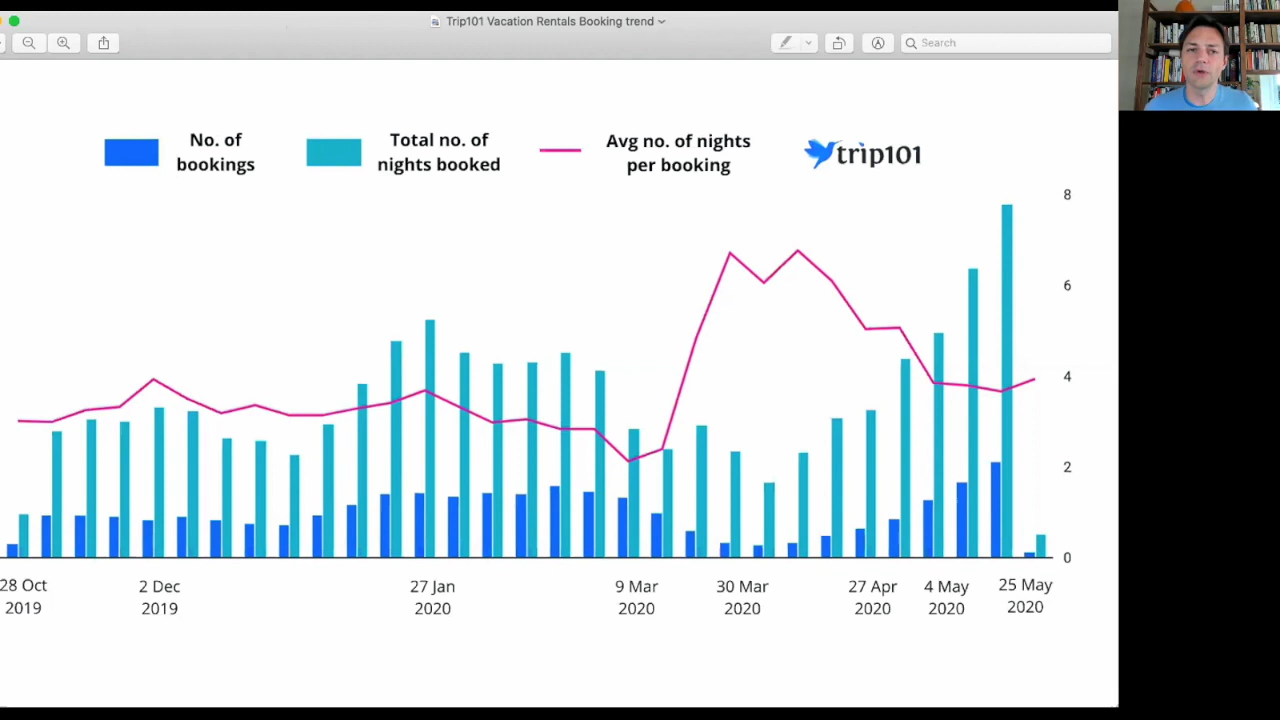 Trip101 Vacation Rentals Booking trend
Search
No. of
bookings
Total no. of
nights booked
Avg no. of nights
per booking
trip101
8
6
4
2
0
28 Oct
2019
2 Dec
2019
27 Jan
2020
9 Mar
2020
30 Mar
2020
27 Apr
2020
4 May
2020
25 May
2020